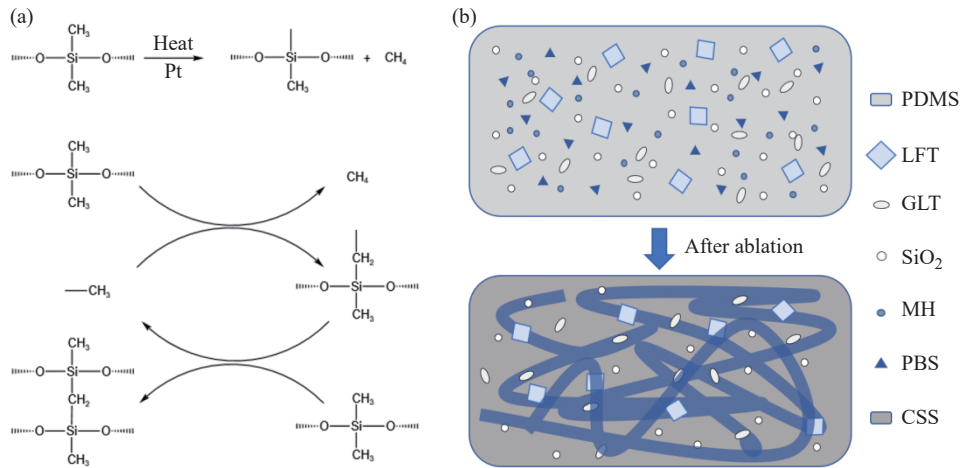 (a)
CH3
Heat
O Si O
Pt
O Si O + CH4
CH3
CH3
CH3
O Si O
CH3
CH4
CH2
—CH3
O Si O
CH3
CH3
O Si O
CH2
CH3
O Si O
O Si O
CH3
CH3
(b)
After ablation
PDMS
LFT
GLT
SiO2
MH
PBS
CSS